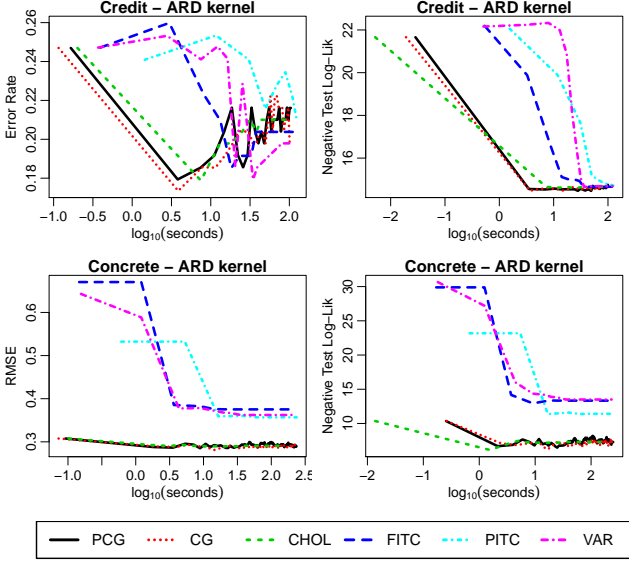 Credit – ARD kernel
Error Rate
0.18 0.20 0.22 0.24 0.26
−1.0 −0.5 0.0 0.5 1.0 1.5 2.0
log10(seconds)
Credit – ARD kernel
Negative Test Log−Lik
16 18 20 22
−2 −1 0 1 2
log10(seconds)
Concrete – ARD kernel
RMSE
0.3 0.4 0.5 0.6
−1.0 0.0 0.5 1.0 1.5 2.0 2.5
log10(seconds)
Concrete – ARD kernel
Negative Test Log−Lik
10 15 20 25 30
−2 −1 0 1 2
log10(seconds)
PCG CG CHOL FITC PITC VAR